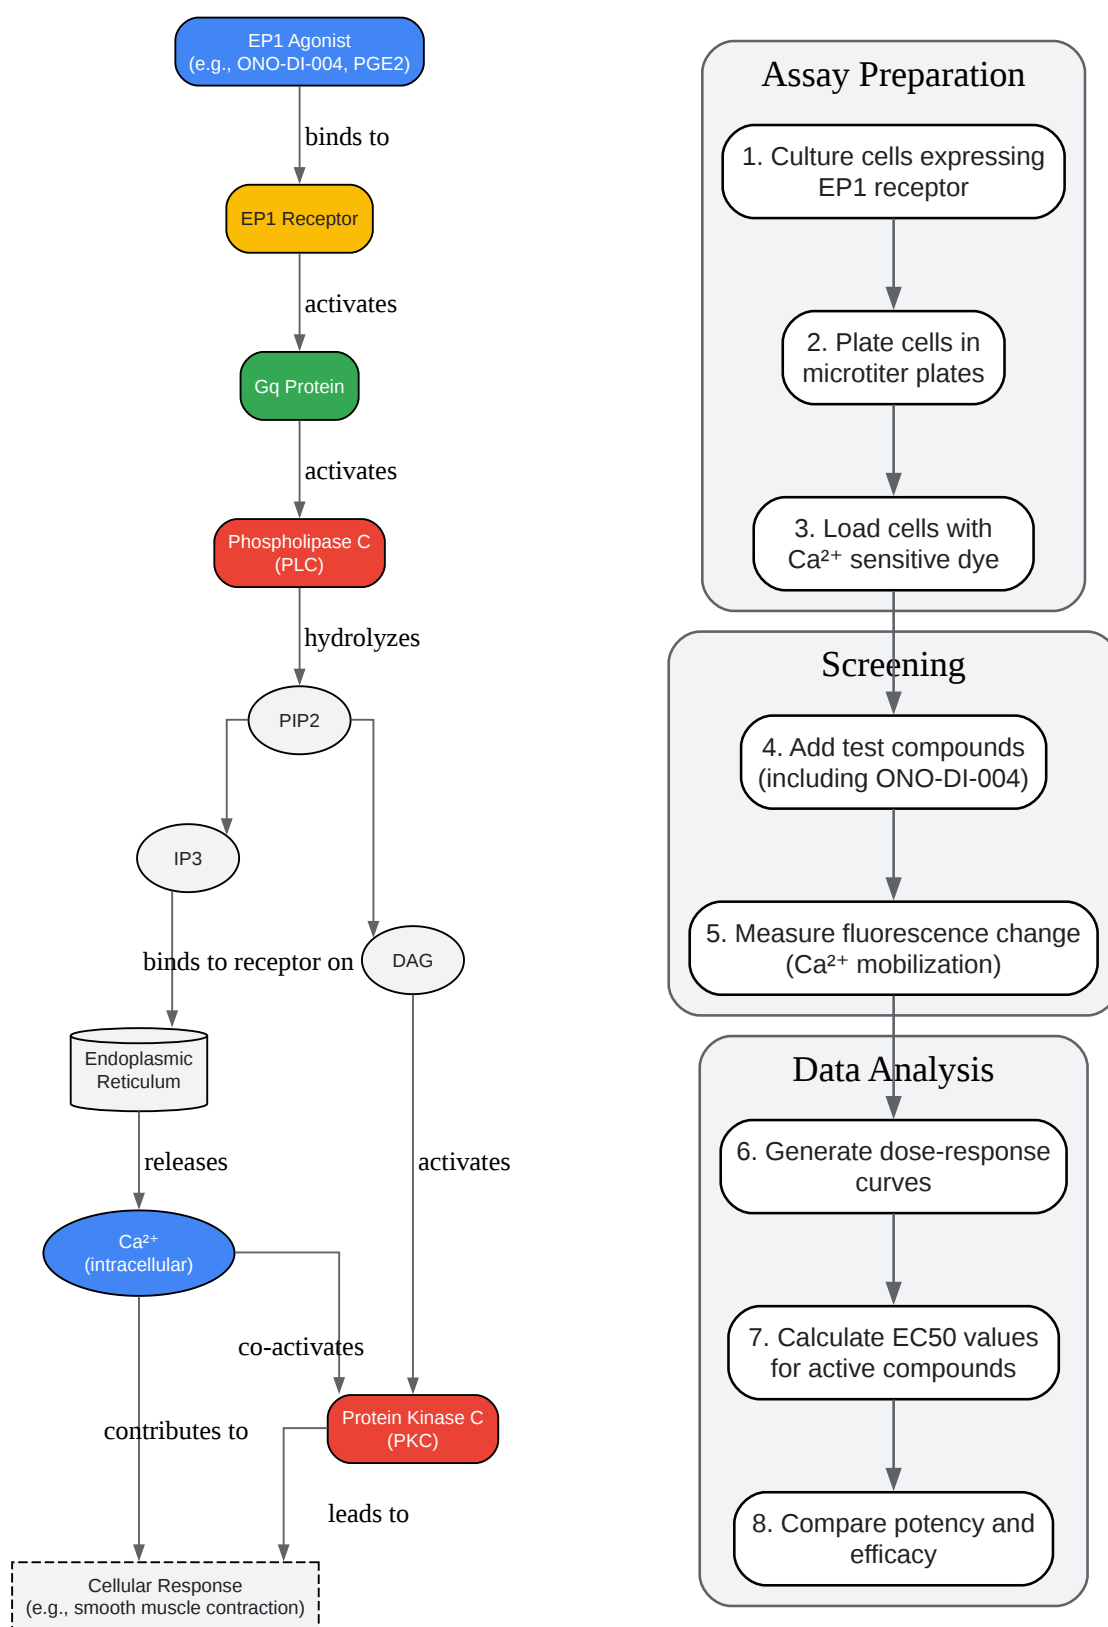 EP1 Agonist
(e.g., ONO-DI-004, PGE2)
binds to
EP1 Receptor
activates
Gq Protein
activates
Phospholipase C
(PLC)
hydrolyzes
PIP2
IP3
binds to receptor on
DAG
Endoplasmic
Reticulum
releases
activates
Ca²⁺
(intracellular)
co-activates
Protein Kinase C
(PKC)
contributes to
leads to
Cellular Response
(e.g., smooth muscle contraction)
Assay Preparation
1. Culture cells expressing
EP1 receptor
2. Plate cells in
microtiter plates
3. Load cells with
Ca²⁺ sensitive dye
Screening
4. Add test compounds
(including ONO-DI-004)
5. Measure fluorescence change
(Ca²⁺ mobilization)
Data Analysis
6. Generate dose-response
curves
7. Calculate EC50 values
for active compounds
8. Compare potency and
efficacy